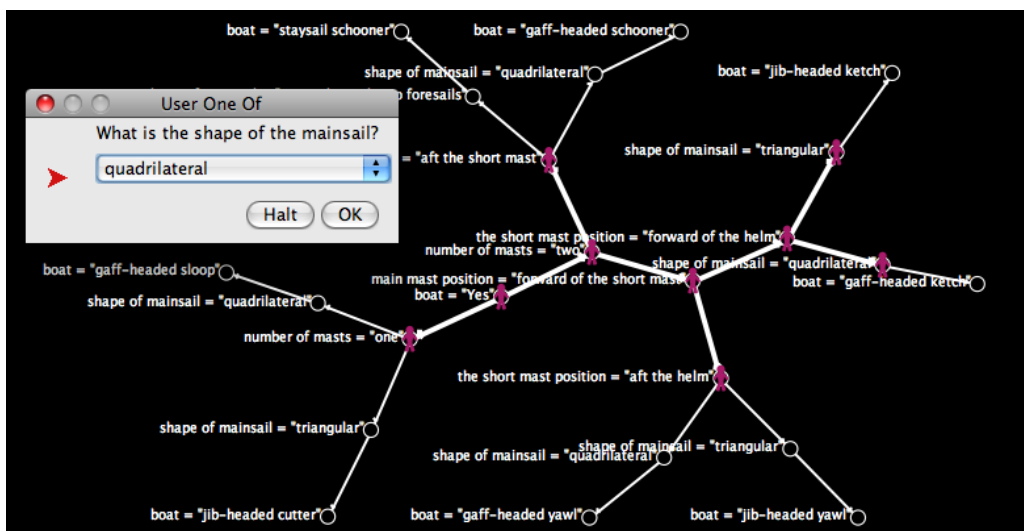 boat = "staysail schooner"
boat = "gaff-headed schooner"
shape of mainsail = "quadrilateral"
boat = "jib-headed ketch"
foresails
User One Of
What is the shape of the mainsail?
quadrilateral
Halt
OK
= "aft the short mast"
shape of mainsail = "triangular"
the short mast position = "forward of the helm"
number of masts = "two"
shape of mainsail = "quadrilateral"
main mast position = "forward of the short mast"
boat = "gaff-headed ketch"
boat = "Yes"
boat = "gaff-headed sloop"
shape of mainsail = "quadrilateral"
number of masts = "one"
the short mast position = "aft the helm"
shape of mainsail = "triangular"
shape of mainsail = "triangular"
shape of mainsail = "quadrilateral"
boat = "jib-headed cutter"
boat = "gaff-headed yawl"
boat = "jib-headed yawl"